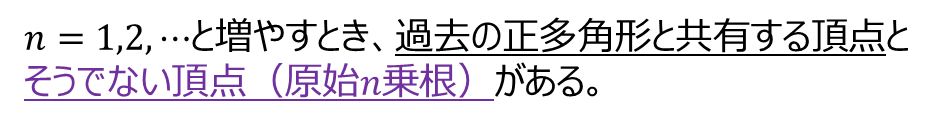 n = 1,2, ⋯と増やすとき、過去の正多角形と共有する頂点と
そうでない頂点（原始n乗根）がある。